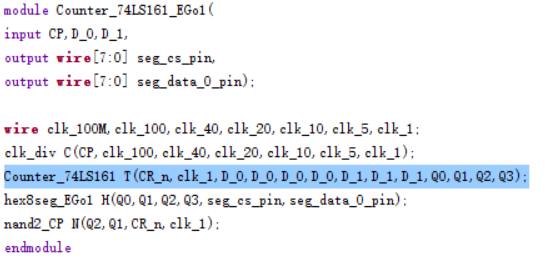 module Counter_74LS161_EGo1(
input CP,D_0,D_1,
output wire[7:0] seg_cs_pin,
output wire[7:0] seg_data_0_pin);
wire clk_100M,clk_100,clk_40,clk_20,clk_10,clk_5,clk_1;
clk_div C(CP,clk_100,clk_40,clk_20,clk_10,clk_5,clk_1);
Counter_74LS161 T(CR_n,clk_1,D_0,D_0,D_0,D_0,D_1,D_1,D_1,Q0,Q1,Q2,Q3);
hex8seg_EGo1 H(Q0,Q1,Q2,Q3,seg_cs_pin,seg_data_0_pin);
nand2_CP N(Q2,Q1,CR_n,clk_1);
endmodule